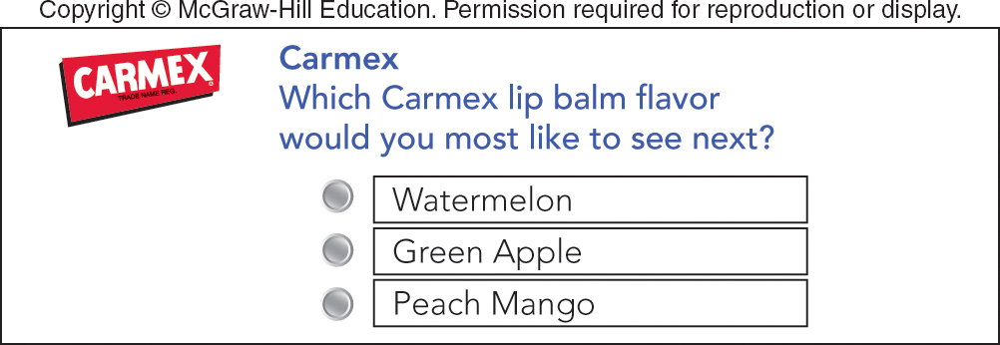 Copyright © McGraw-Hill Education. Permission required for reproduction or display.
CARMEX
TRADE NAME REG.
Carmex
Which Carmex lip balm flavor
would you most like to see next?
Watermelon
Green Apple
Peach Mango